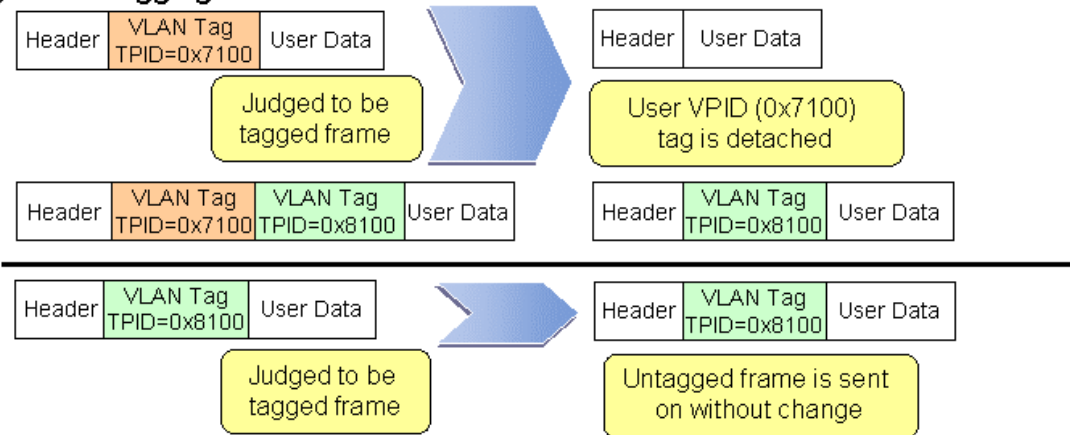 Header VLAN Tag TPID=0x7100 User Data
Header User Data
Judged to be
tagged frame
User VPID (0x7100)
tag is detached
Header VLAN Tag TPID=0x7100 VLAN Tag TPID=0x8100 User Data
Header VLAN Tag TPID=0x8100 User Data
Header VLAN Tag TPID=0x8100 User Data
Header VLAN Tag TPID=0x8100 User Data
Judged to be
tagged frame
Untagged frame is sent
on without change